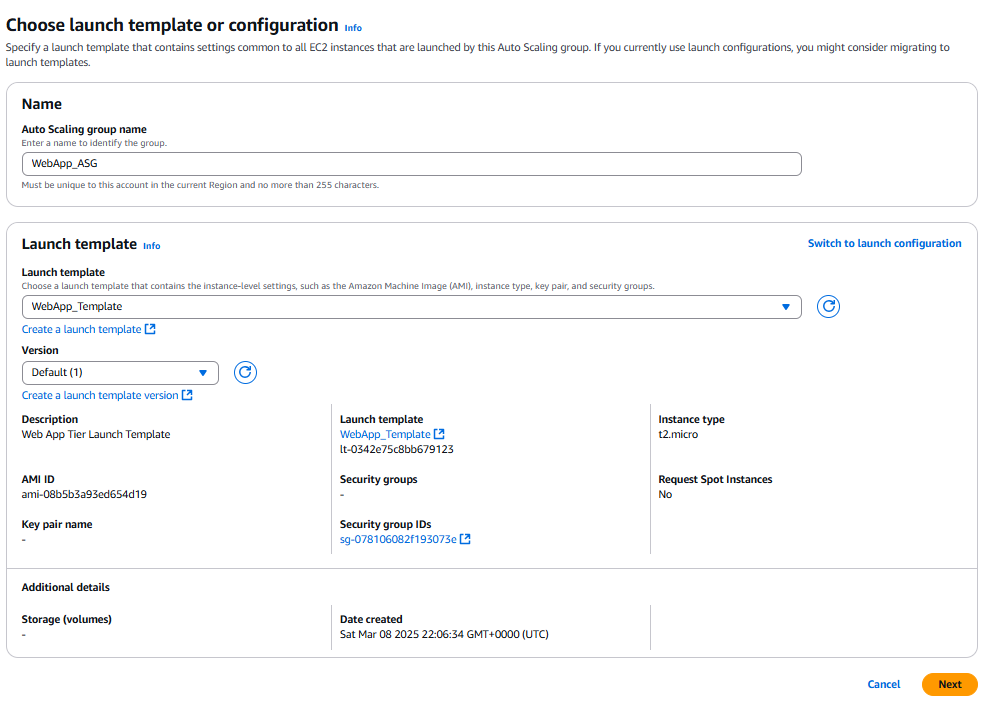 Choose launch template or configuration Info
Specify a launch template that contains settings common to all EC2 instances that are launched by this Auto Scaling group. If you currently use launch configurations, you might consider migrating to
launch templates.
Name
Auto Scaling group name
Enter a name to identify the group.
WebApp_ASG
Must be unique to this account in the current Region and no more than 255 characters.
Launch template Info
Switch to launch configuration
Launch template
Choose a launch template that contains the instance-level settings, such as the Amazon Machine Image (AMI), instance type, key pair, and security groups.
WebApp_Template
Create a launch template
Version
Default (1)
Create a launch template version
Description
Web App Tier Launch Template
Launch template
WebApp_Template
lt-0342e75c8bb679123
Instance type
t2.micro
AMI ID
ami-08b5b3a93ed654d19
Security groups
-
Request Spot Instances
No
Key pair name
-
Security group IDs
sg-078106082f193073e
Additional details
Storage (volumes)
-
Date created
Sat Mar 08 2025 22:06:34 GMT+0000 (UTC)
Cancel
Next